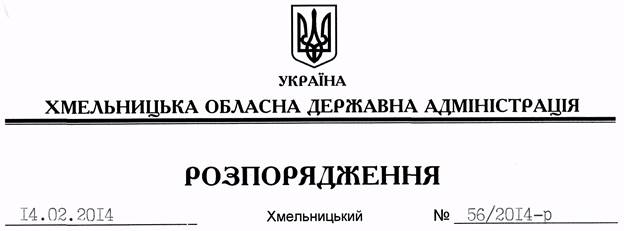 УКРАЇНА
ХМЕЛЬНИЦЬКА ОБЛАСНА ДЕРЖАВНА АДМІНІСТРАЦІЯ
РОЗПОРЯДЖЕННЯ
14.02.2014 Хмельницький № 56/2014-р